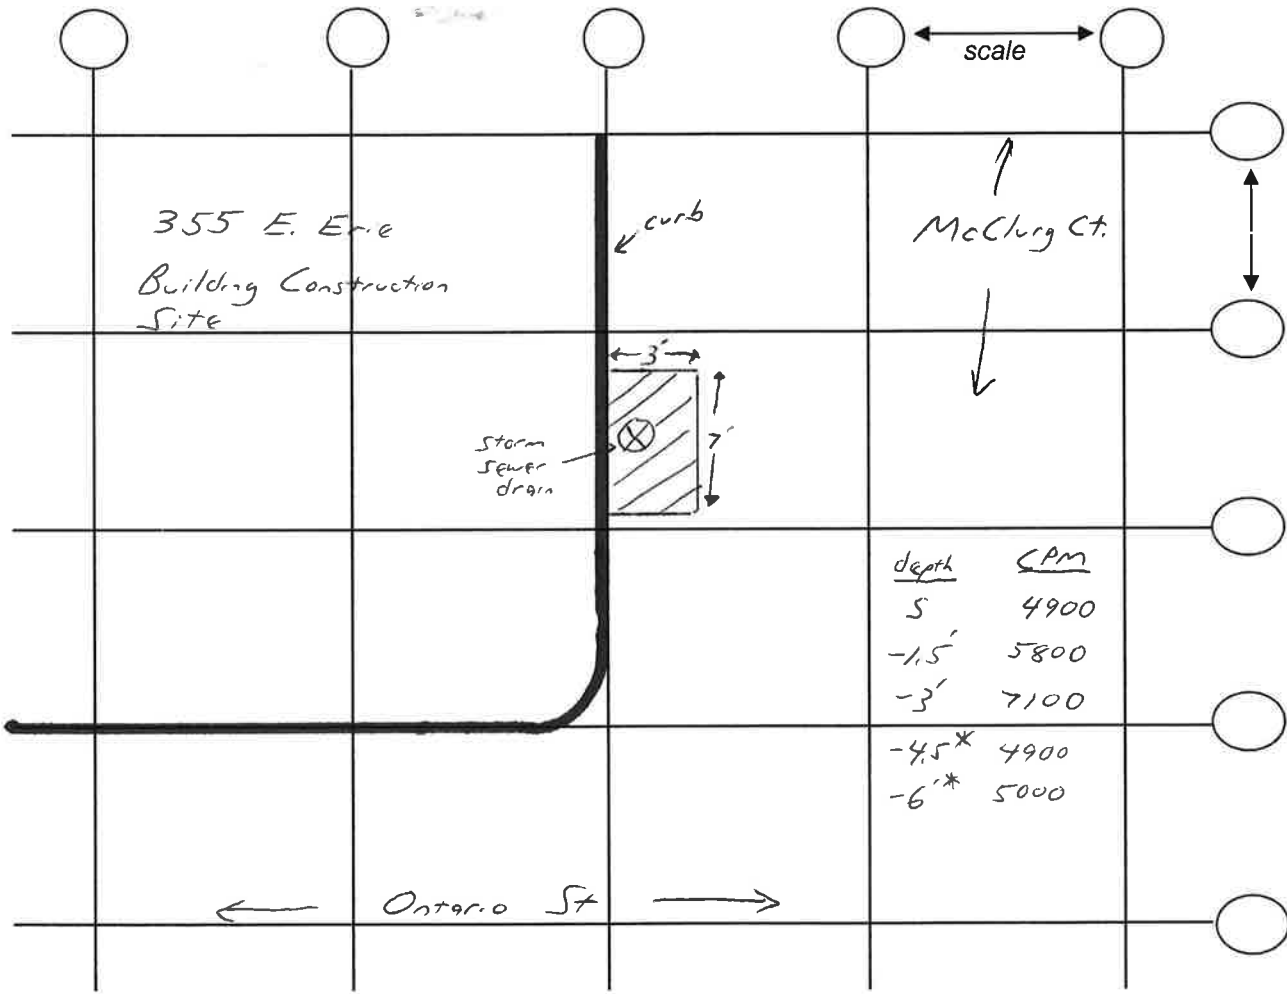 scale
355 E. Erie
Building Construction
Site
curb
McClurg Ct.
3'
7'
storm
sewer
drain
depth CPM
S 4900
-1.5' 5800
-3' 7100
-4.5* 4900
-6'* 5000
Ontario St